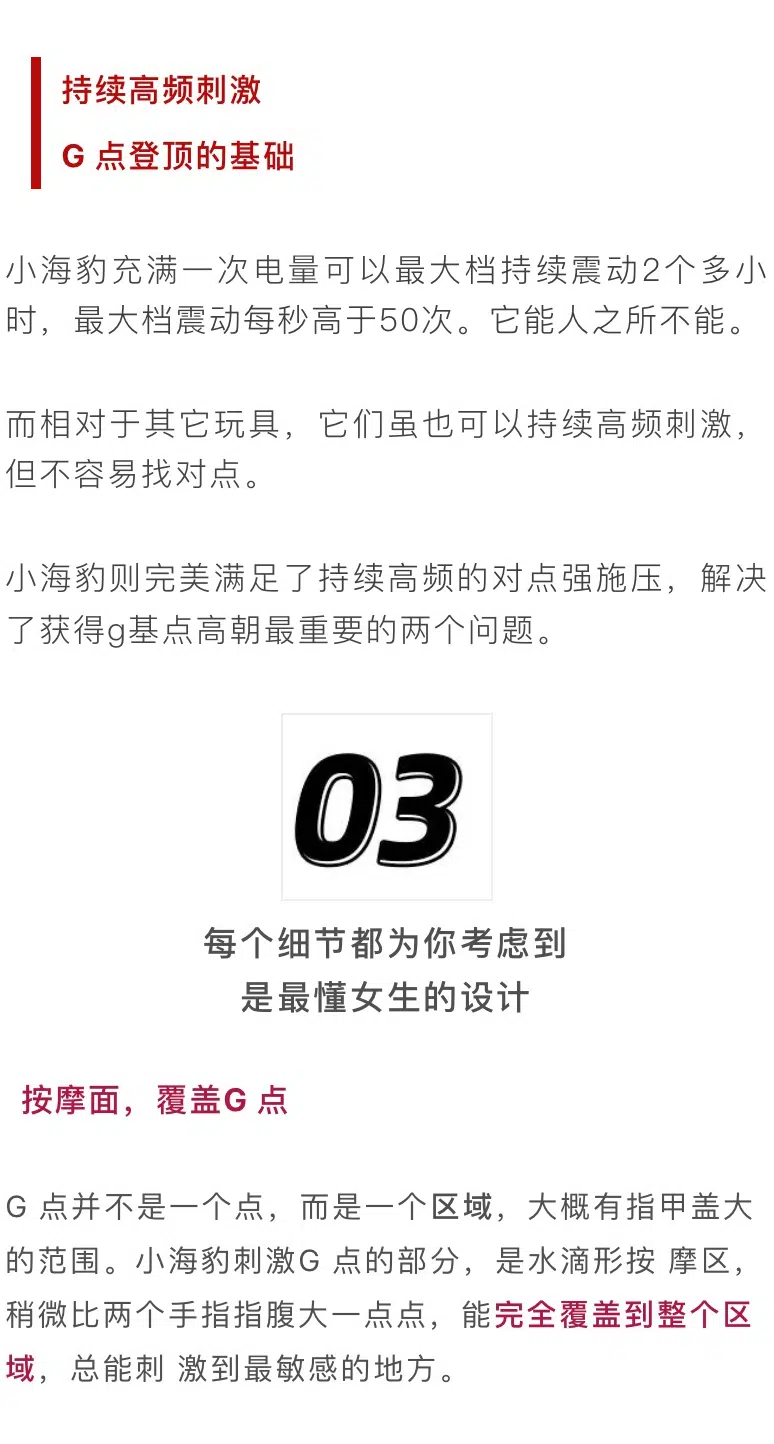 持续高频刺激
G 点登顶的基础
小海豹充满一次电量可以最大档持续震动2个多小
时，最大档震动每秒高于50次。它能人之所不能。
而相对于其它玩具，它们虽也可以持续高频刺激，
但不容易找对点。
小海豹则完美满足了持续高频的对点强施压，解决
了获得g基点高朝最重要的两个问题。
03
每个细节都为你考虑到
是最懂女生的设计
按摩面，覆盖G 点
G 点并不是一个点，而是一个区域，大概有指甲盖大
的范围。小海豹刺激G 点的部分，是水滴形按 摩区，
稍微比两个手指指腹大一点点，能完全覆盖到整个区
域，总能刺 激到最敏感的地方。